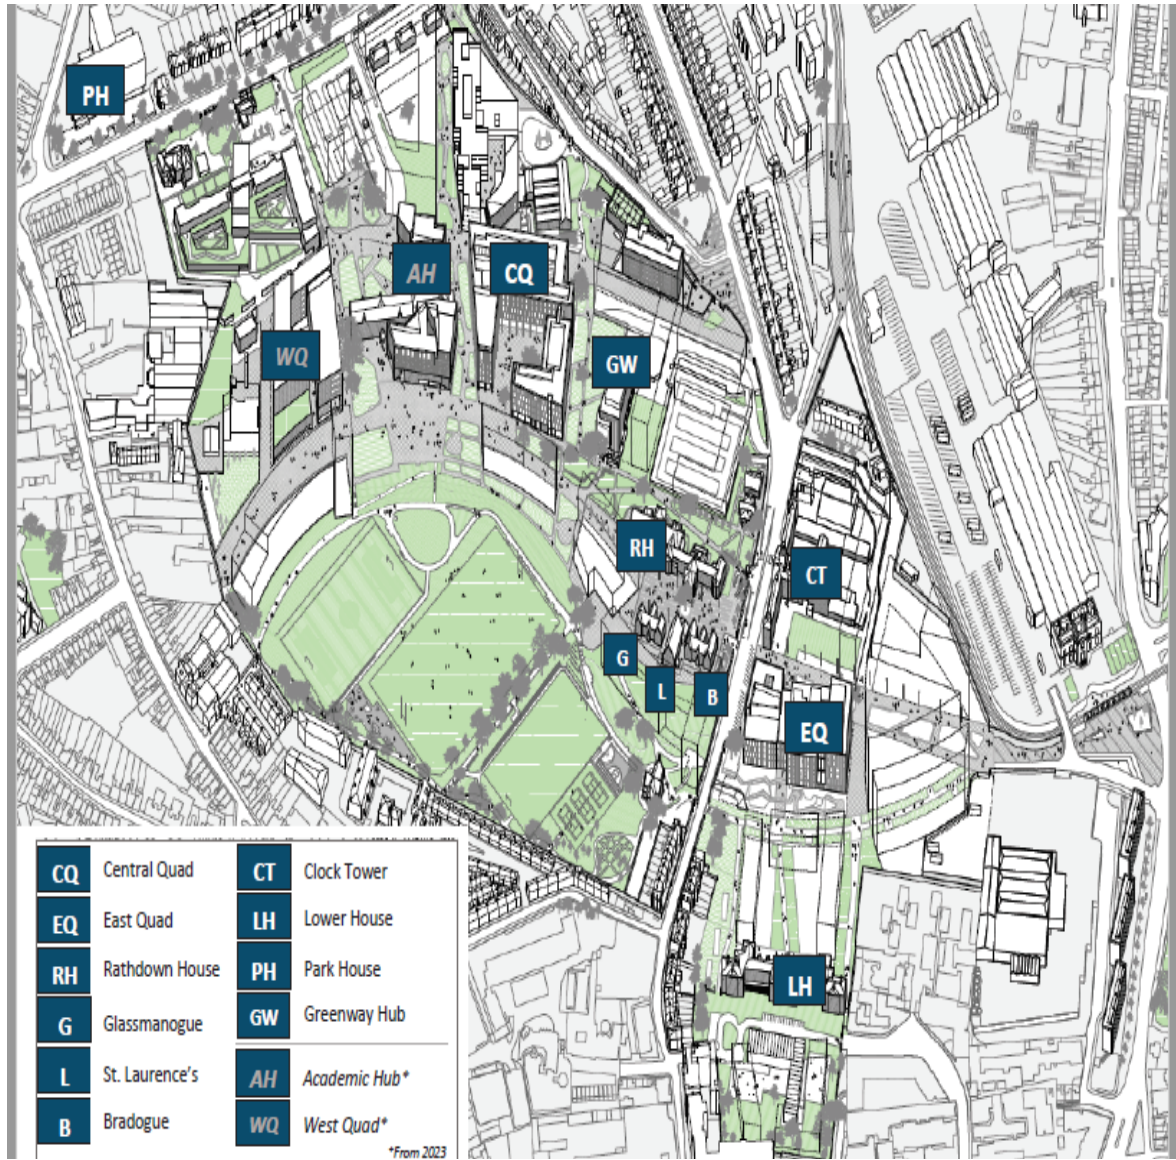 PH
AH
CQ
WQ
GW
RH
CT
G
L
B
EQ
LH
CQ Central Quad
EQ East Quad
RH Rathdown House
G Glassmanogue
L St. Laurence's
B Bradogue
CT Clock Tower
LH Lower House
PH Park House
GW Greenway Hub
AH Academic Hub*
WQ West Quad*
*From 2023